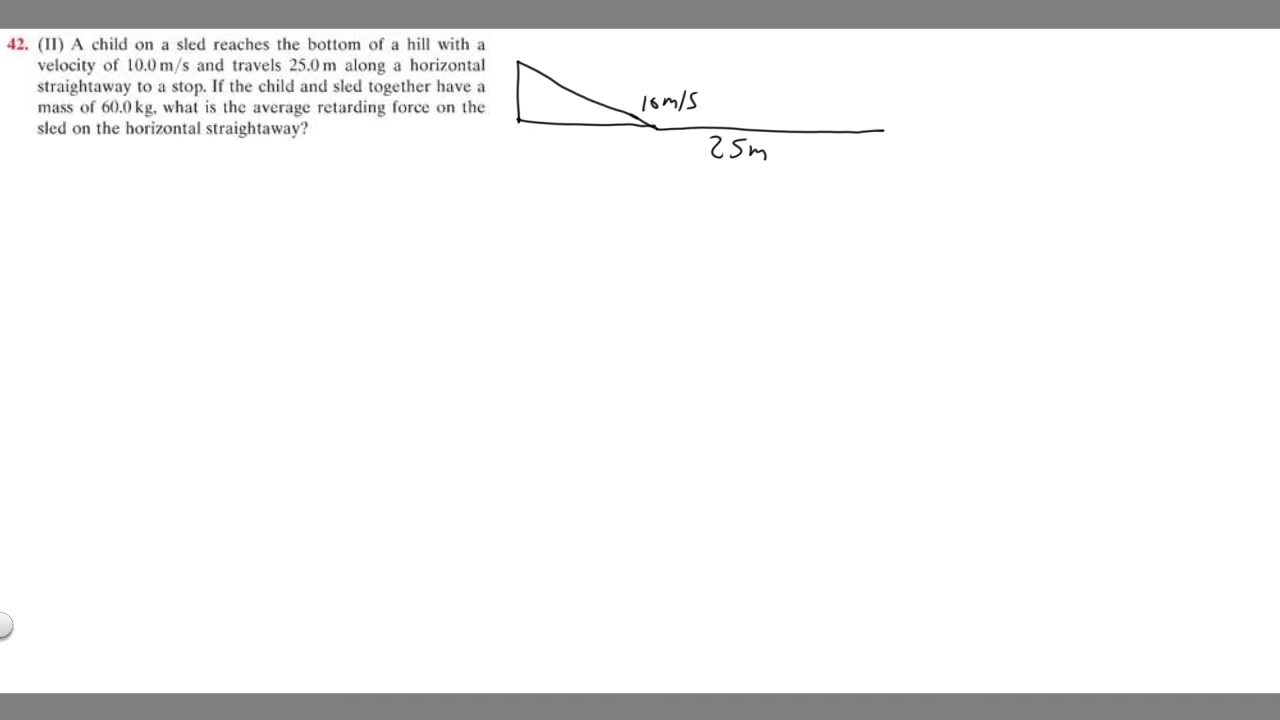 42. (II) A child on a sled reaches the bottom of a hill with a
velocity of 10.0 m/s and travels 25.0 m along a horizontal
straightaway to a stop. If the child and sled together have a
mass of 60.0 kg, what is the average retarding force on the
sled on the horizontal straightaway?
10m/s
25m